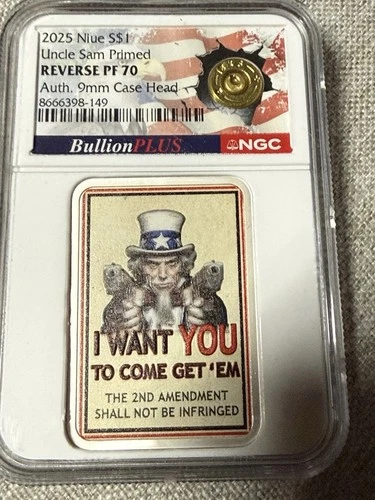 2025 Niue S$1
Uncle Sam Primed
REVERSE PF 70
Auth. 9mm Case Head
8666398-149
BullionPLUS
NGC
I WANT YOU
TO COME GET 'EM
THE 2ND AMENDMENT
SHALL NOT BE INFRINGED